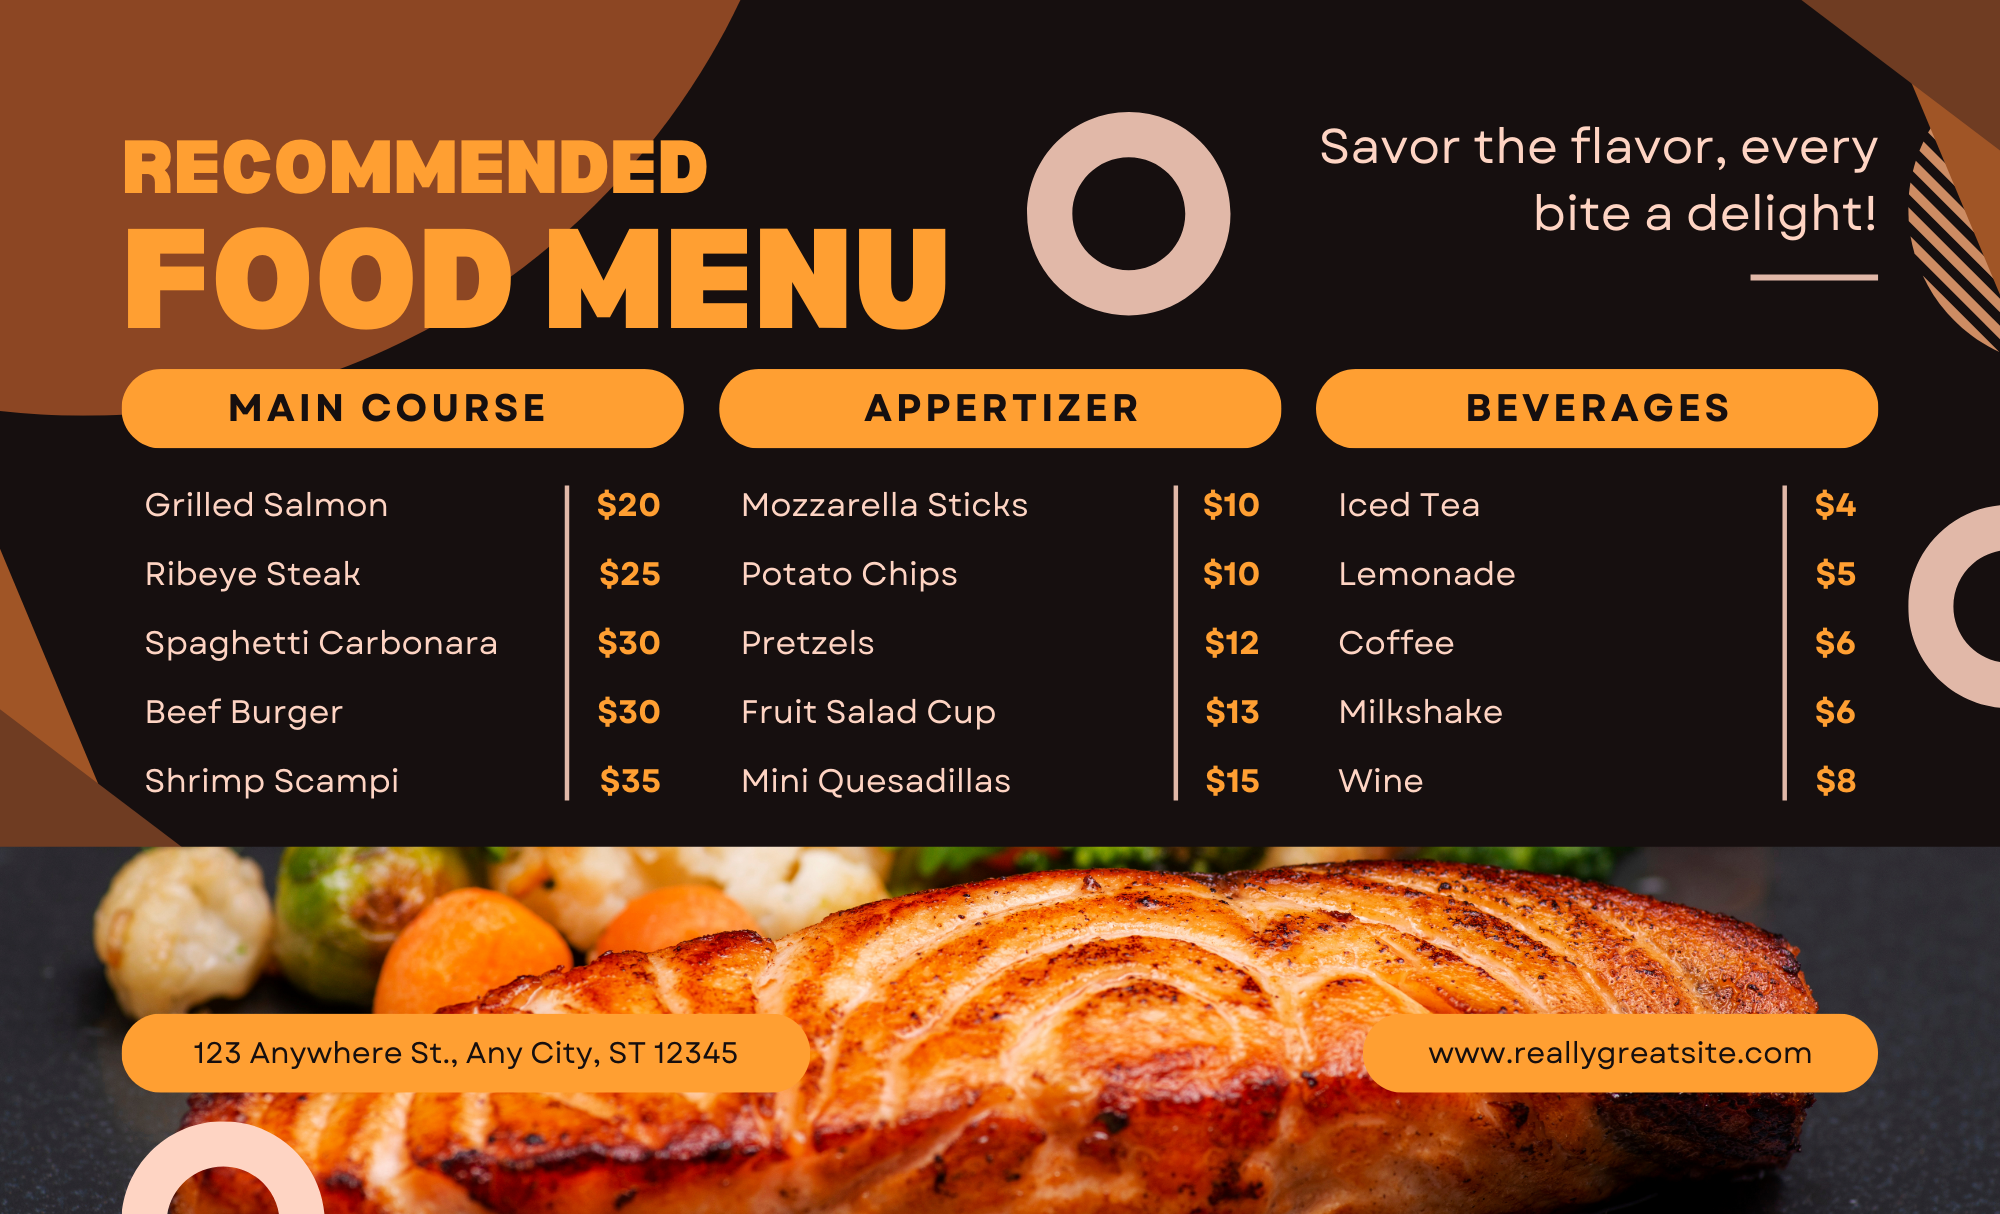 RECOMMENDED
FOOD MENU
Savor the flavor, every
bite a delight!
MAIN COURSE
Grilled Salmon $20
Ribeye Steak $25
Spaghetti Carbonara $30
Beef Burger $30
Shrimp Scampi $35
APPERTIZER
Mozzarella Sticks $10
Potato Chips $10
Pretzels $12
Fruit Salad Cup $13
Mini Quesadillas $15
BEVERAGES
Iced Tea $4
Lemonade $5
Coffee $6
Milkshake $6
Wine $8
123 Anywhere St., Any City, ST 12345
www.reallygreatsite.com